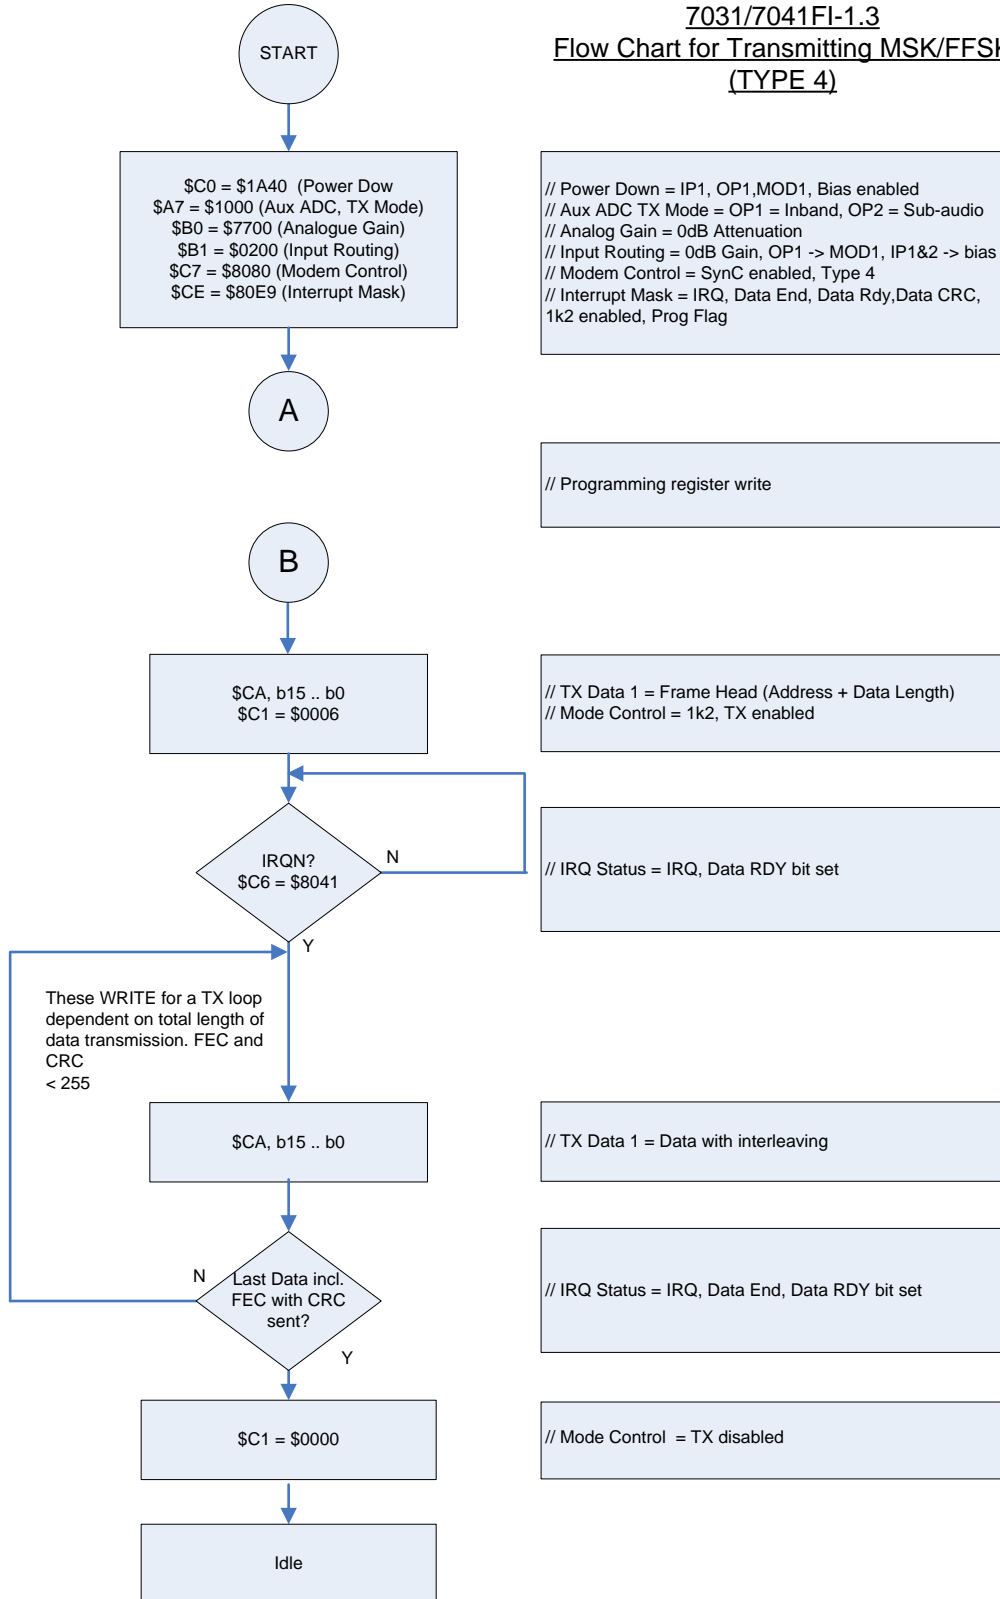 7031/7041FI-1.3
Flow Chart for Transmitting MSK/FFSK
(TYPE 4)
START
$C0 = $1A40  (Power Dow
$A7 = $1000 (Aux ADC, TX Mode)
$B0 = $7700 (Analogue Gain)
$B1 = $0200 (Input Routing)
$C7 = $8080 (Modem Control)
$CE = $80E9 (Interrupt Mask)
// Power Down = IP1, OP1,MOD1, Bias enabled
// Aux ADC TX Mode = OP1 = Inband, OP2 = Sub-audio
// Analog Gain = 0dB Attenuation
// Input Routing = 0dB Gain, OP1 -> MOD1, IP1&2 -> bias
// Modem Control = SynC enabled, Type 4
// Interrupt Mask = IRQ, Data End, Data Rdy,Data CRC,
1k2 enabled, Prog Flag
A
// Programming register write
B
$CA, b15 .. b0
$C1 = $0006
// TX Data 1 = Frame Head (Address + Data Length)
// Mode Control = 1k2, TX enabled
IRQN?
$C6 = $8041
N
Y
// IRQ Status = IRQ, Data RDY bit set
These WRITE for a TX loop
dependent on total length of
data transmission. FEC and
CRC
< 255
$CA, b15 .. b0
// TX Data 1 = Data with interleaving
Last Data incl.
FEC with CRC
sent?
N
Y
// IRQ Status = IRQ, Data End, Data RDY bit set
$C1 = $0000
// Mode Control  = TX disabled
Idle